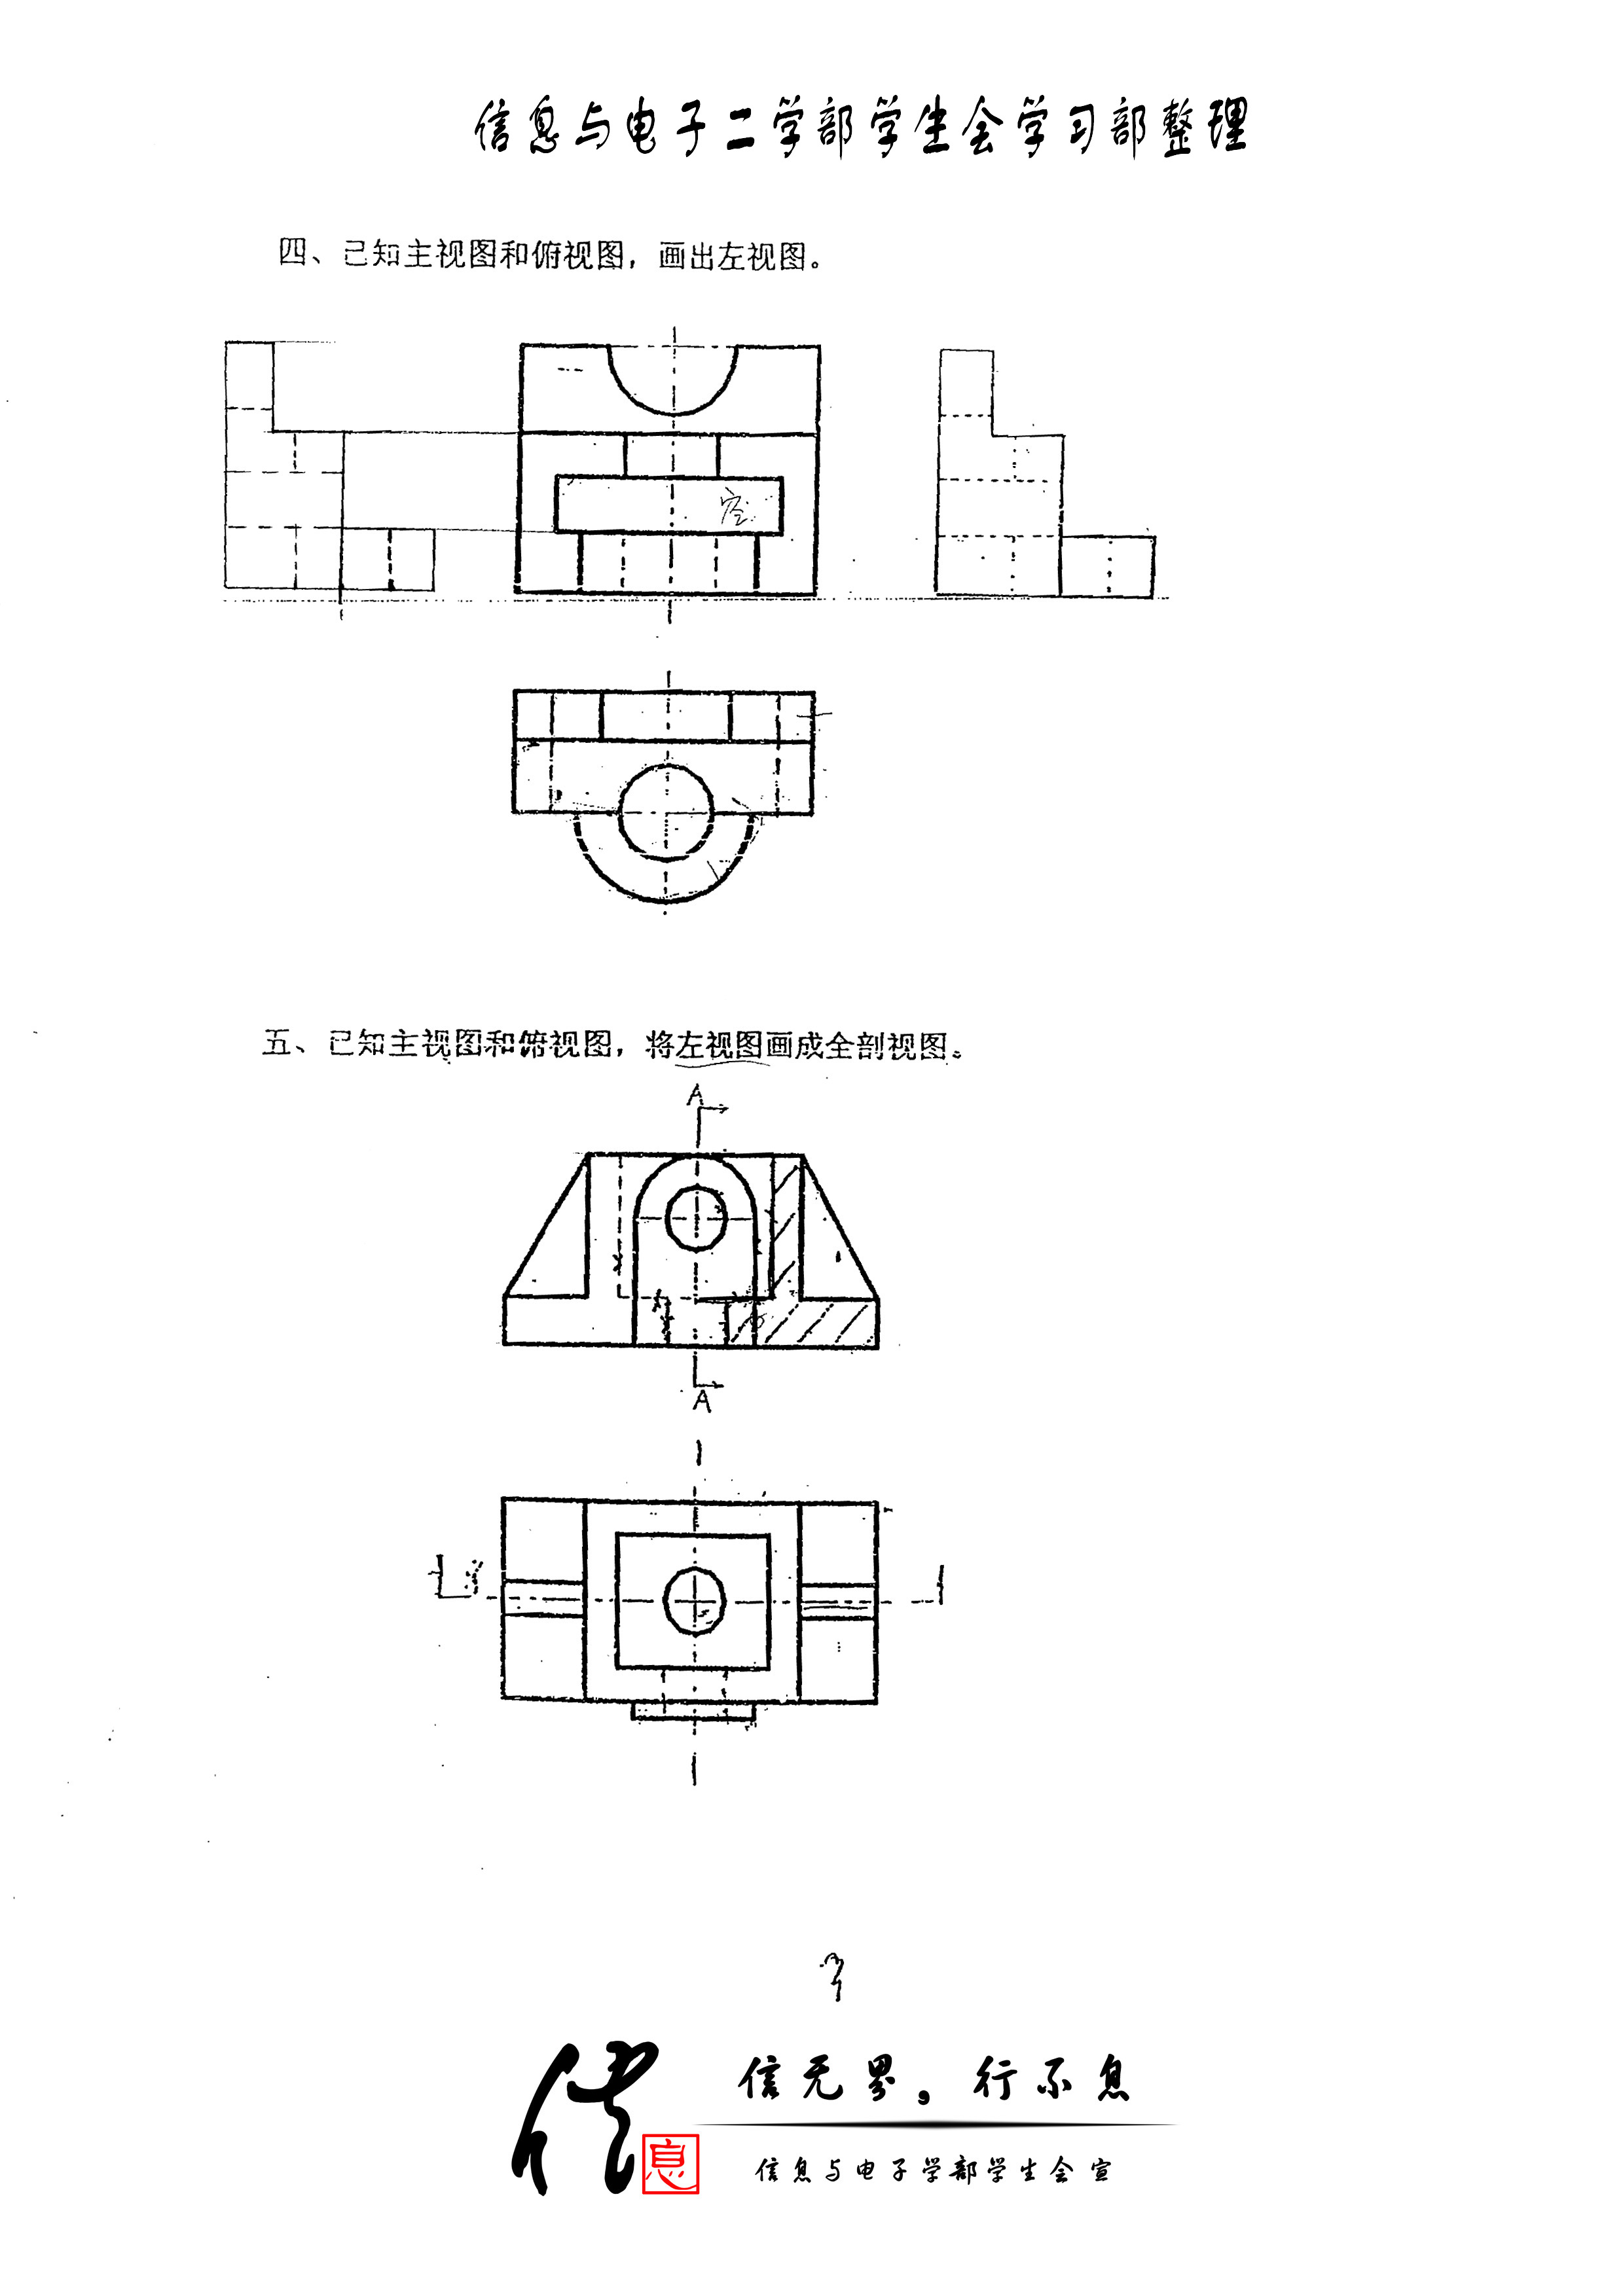 信息与电子二学部学生会学习部整理
四、已知主视图和俯视图，画出左视图。
空
五、已知主视图和俯视图，将左视图画成全剖视图。
A
A
信无界。行不息
息
信息与电子学部学生会宣